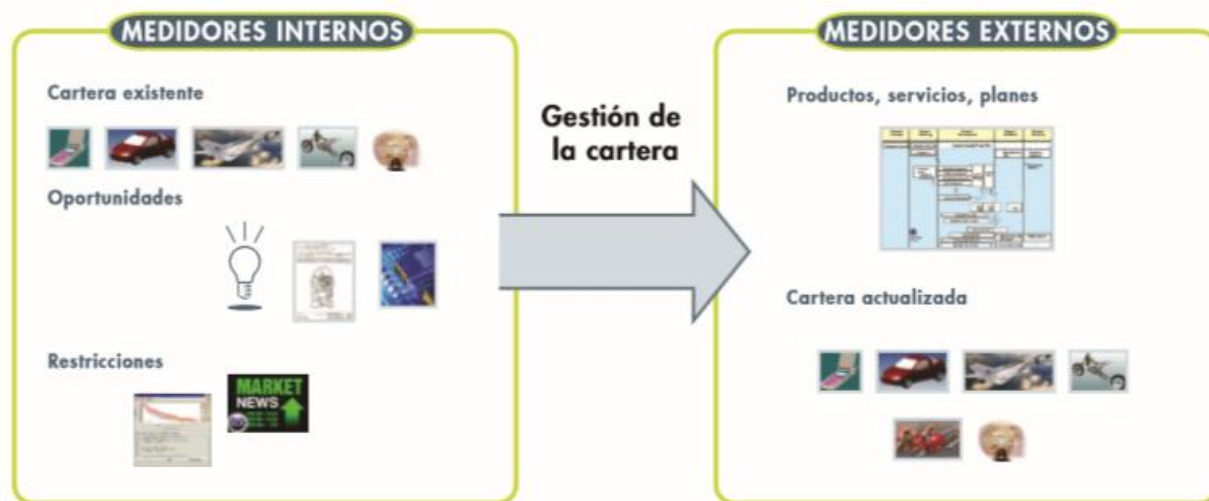 MEDIDORES INTERNOS
Cartera existente
Oportunidades
Restricciones
MARKET
NEWS
Gestión de
la cartera
MEDIDORES EXTERNOS
Productos, servicios, planes
Cartera actualizada